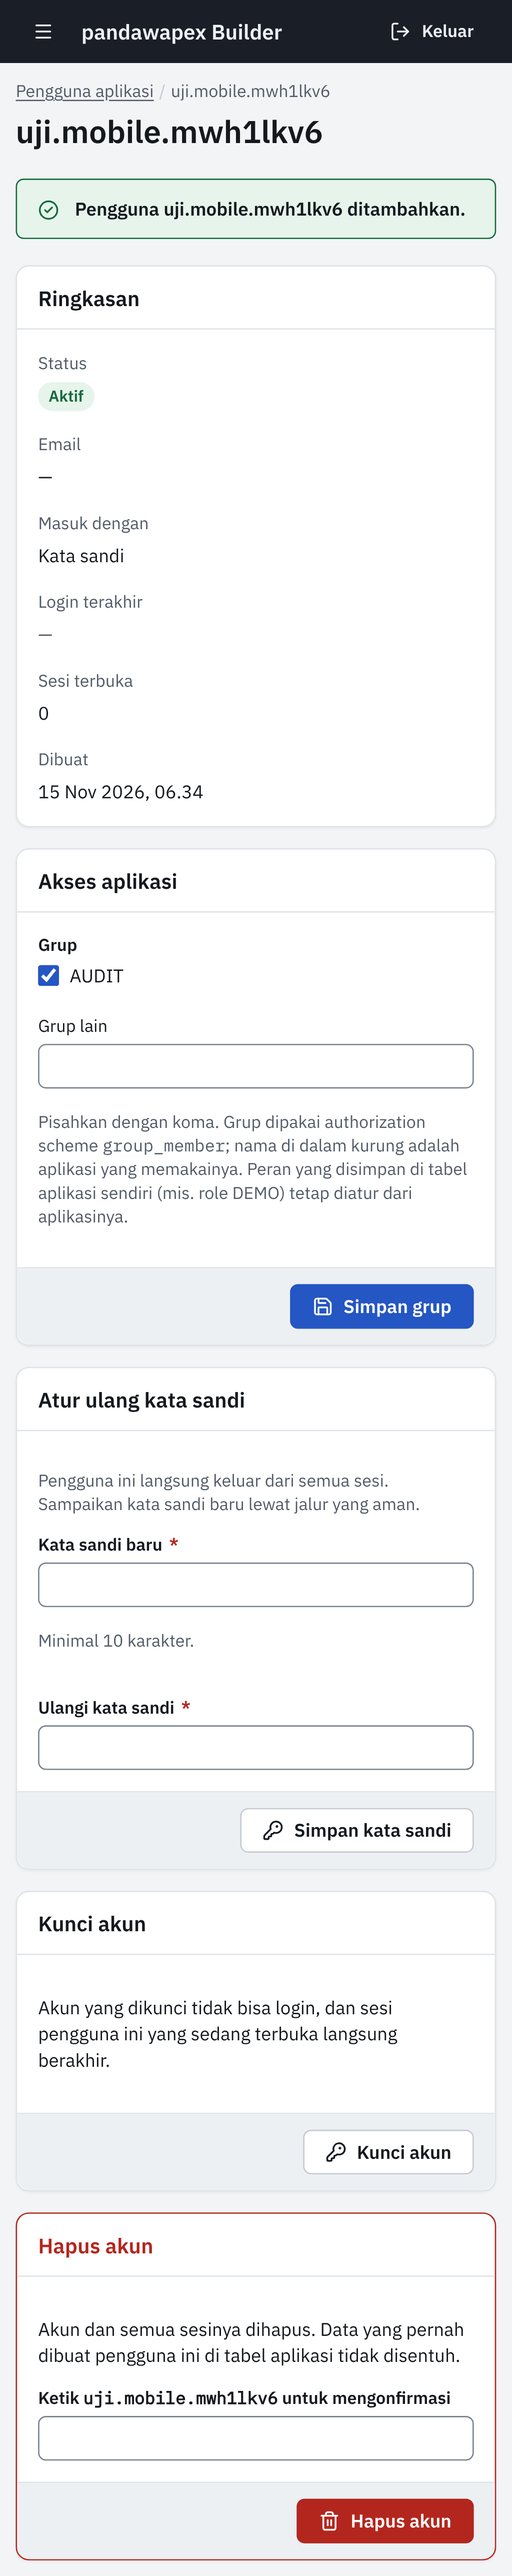 pandawapex Builder
Keluar
Pengguna aplikasi / uji.mobile.mwh1lkv6
uji.mobile.mwh1lkv6
Pengguna uji.mobile.mwh1lkv6 ditambahkan.
Ringkasan
Status
Aktif
Email
—
Masuk dengan
Kata sandi
Login terakhir
—
Sesi terbuka
0
Dibuat
15 Nov 2026, 06.34
Akses aplikasi
Grup
AUDIT
Grup lain
Pisahkan dengan koma. Grup dipakai authorization
scheme group_member; nama di dalam kurung adalah
aplikasi yang memakainya. Peran yang disimpan di tabel
aplikasi sendiri (mis. role DEMO) tetap diatur dari
aplikasinya.
Simpan grup
Atur ulang kata sandi
Pengguna ini langsung keluar dari semua sesi.
Sampaikan kata sandi baru lewat jalur yang aman.
Kata sandi baru *
Minimal 10 karakter.
Ulangi kata sandi *
Simpan kata sandi
Kunci akun
Akun yang dikunci tidak bisa login, dan sesi
pengguna ini yang sedang terbuka langsung
berakhir.
Kunci akun
Hapus akun
Akun dan semua sesinya dihapus. Data yang pernah
dibuat pengguna ini di tabel aplikasi tidak disentuh.
Ketik uji.mobile.mwh1lkv6 untuk mengonfirmasi
Hapus akun